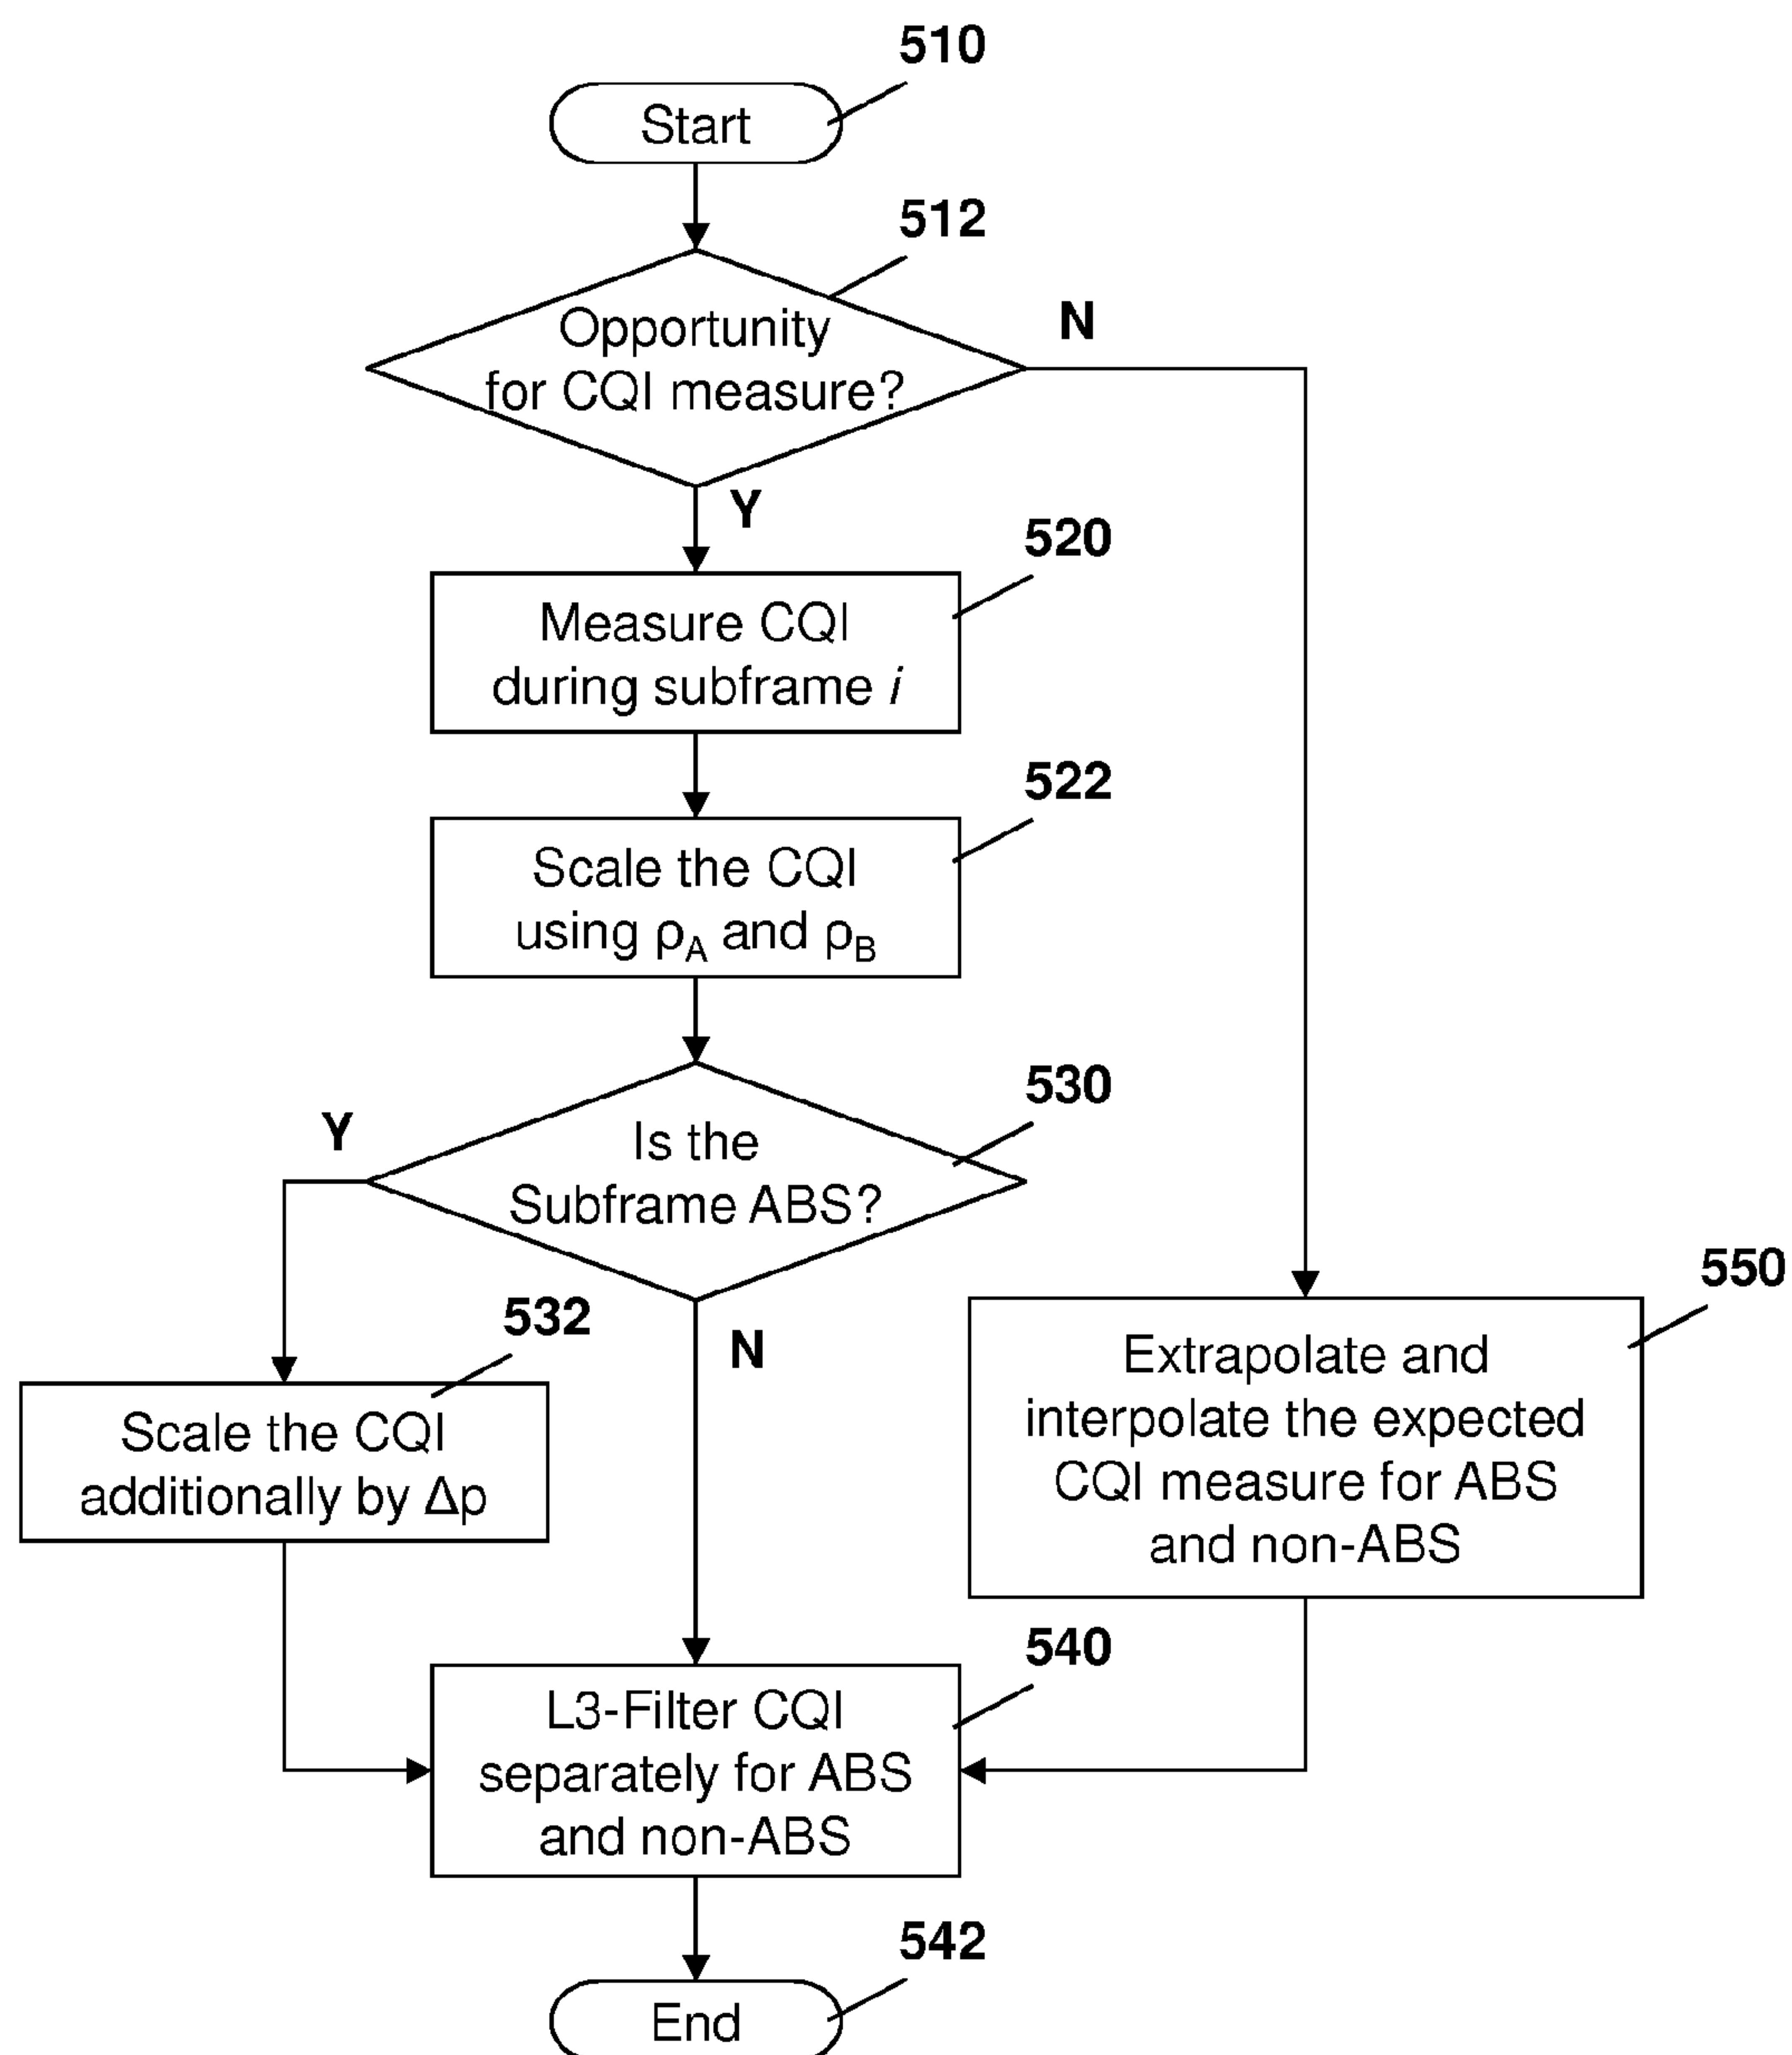 510
Start
512
Opportunity
for CQI measure?
N
Y
520
Measure CQI
during subframe i
522
Scale the CQI
using ρA and ρB
530
Is the
Subframe ABS?
Y
N
532
Scale the CQI
additionally by Δp
550
Extrapolate and
interpolate the expected
CQI measure for ABS
and non-ABS
540
L3-Filter CQI
separately for ABS
and non-ABS
542
End